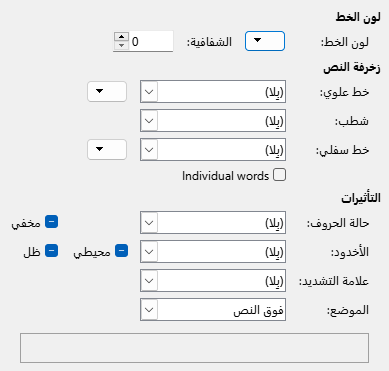 لون الخط
لون الخط: الشفافية: 0
زخرفة النص
خط علوي: (بلا)
شطب: (بلا)
خط سفلي: (بلا)
Individual words
التأثيرات
حالة الحروف: (بلا) مخفي
الأخدود: (بلا) محيطي ظل
علامة التشديد: (بلا)
الموضع: فوق النص